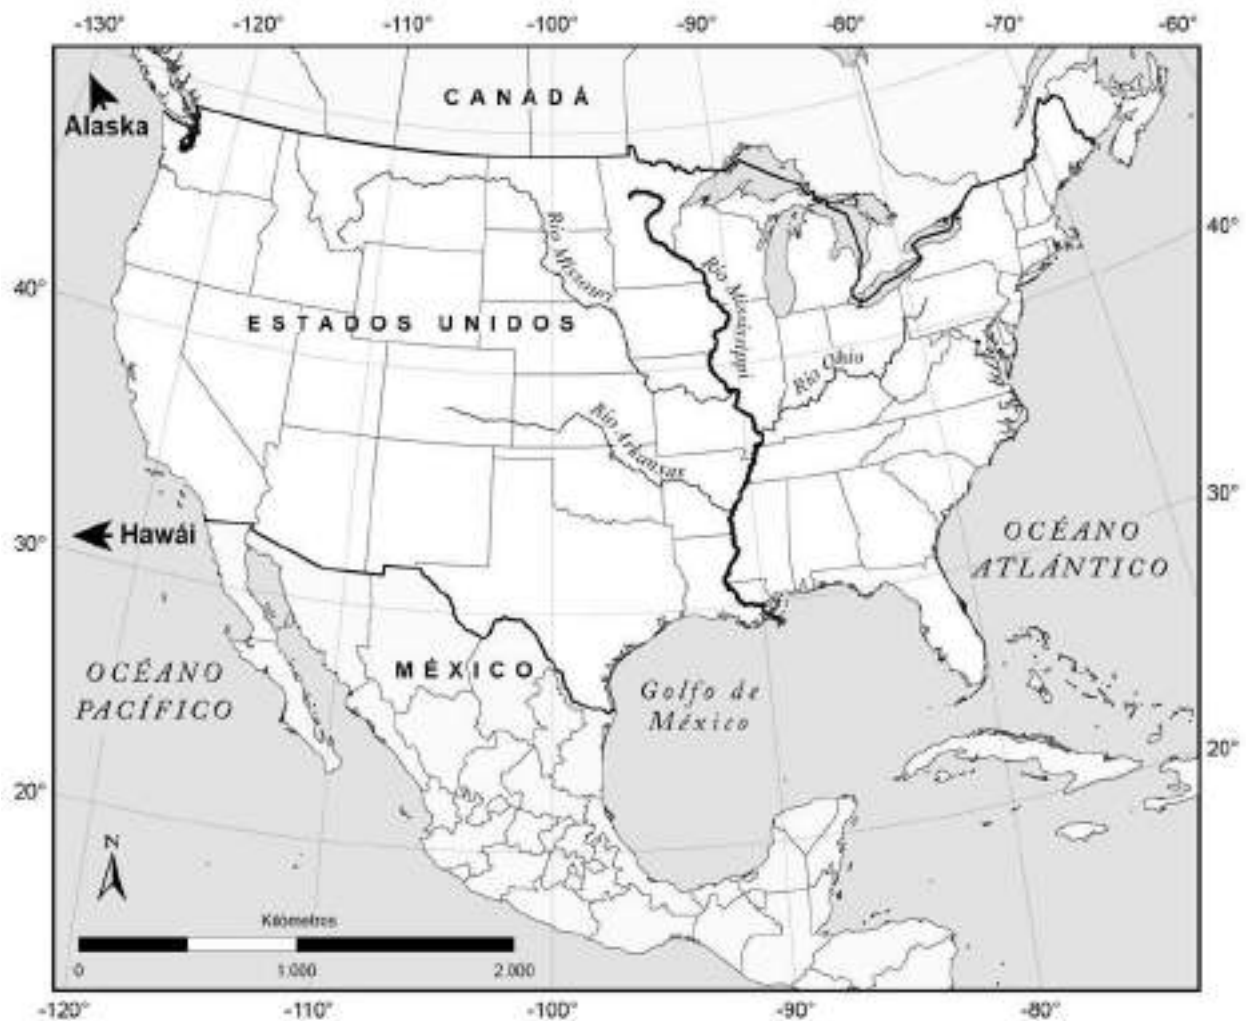 -130° -120° -110° -100° -90° -80° -70° -60°
CANADÁ
Alaska
40°
Río Missouri
Río Mississippi
40°
ESTADOS UNIDOS
Río Ohio
Río Arkansas
30°
Hawái
30°
OCÉANO
ATLÁNTICO
OCÉANO
PACÍFICO
MÉXICO
Golfo de
México
20°
20°
N
Kilómetros
0 1.000 2.000
-120° -110° -100° -90° -80°